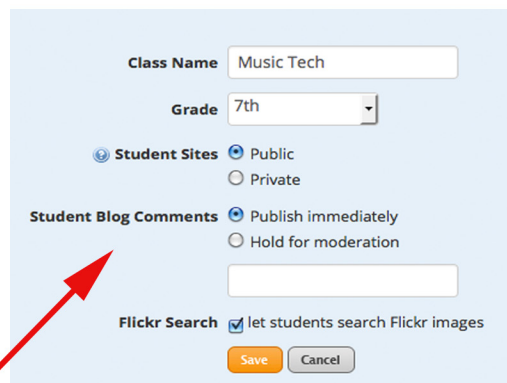 Class Name Music Tech
Grade 7th
Student Sites Public
Private
Student Blog Comments Publish immediately
Hold for moderation
Flickr Search let students search Flickr images
Save Cancel